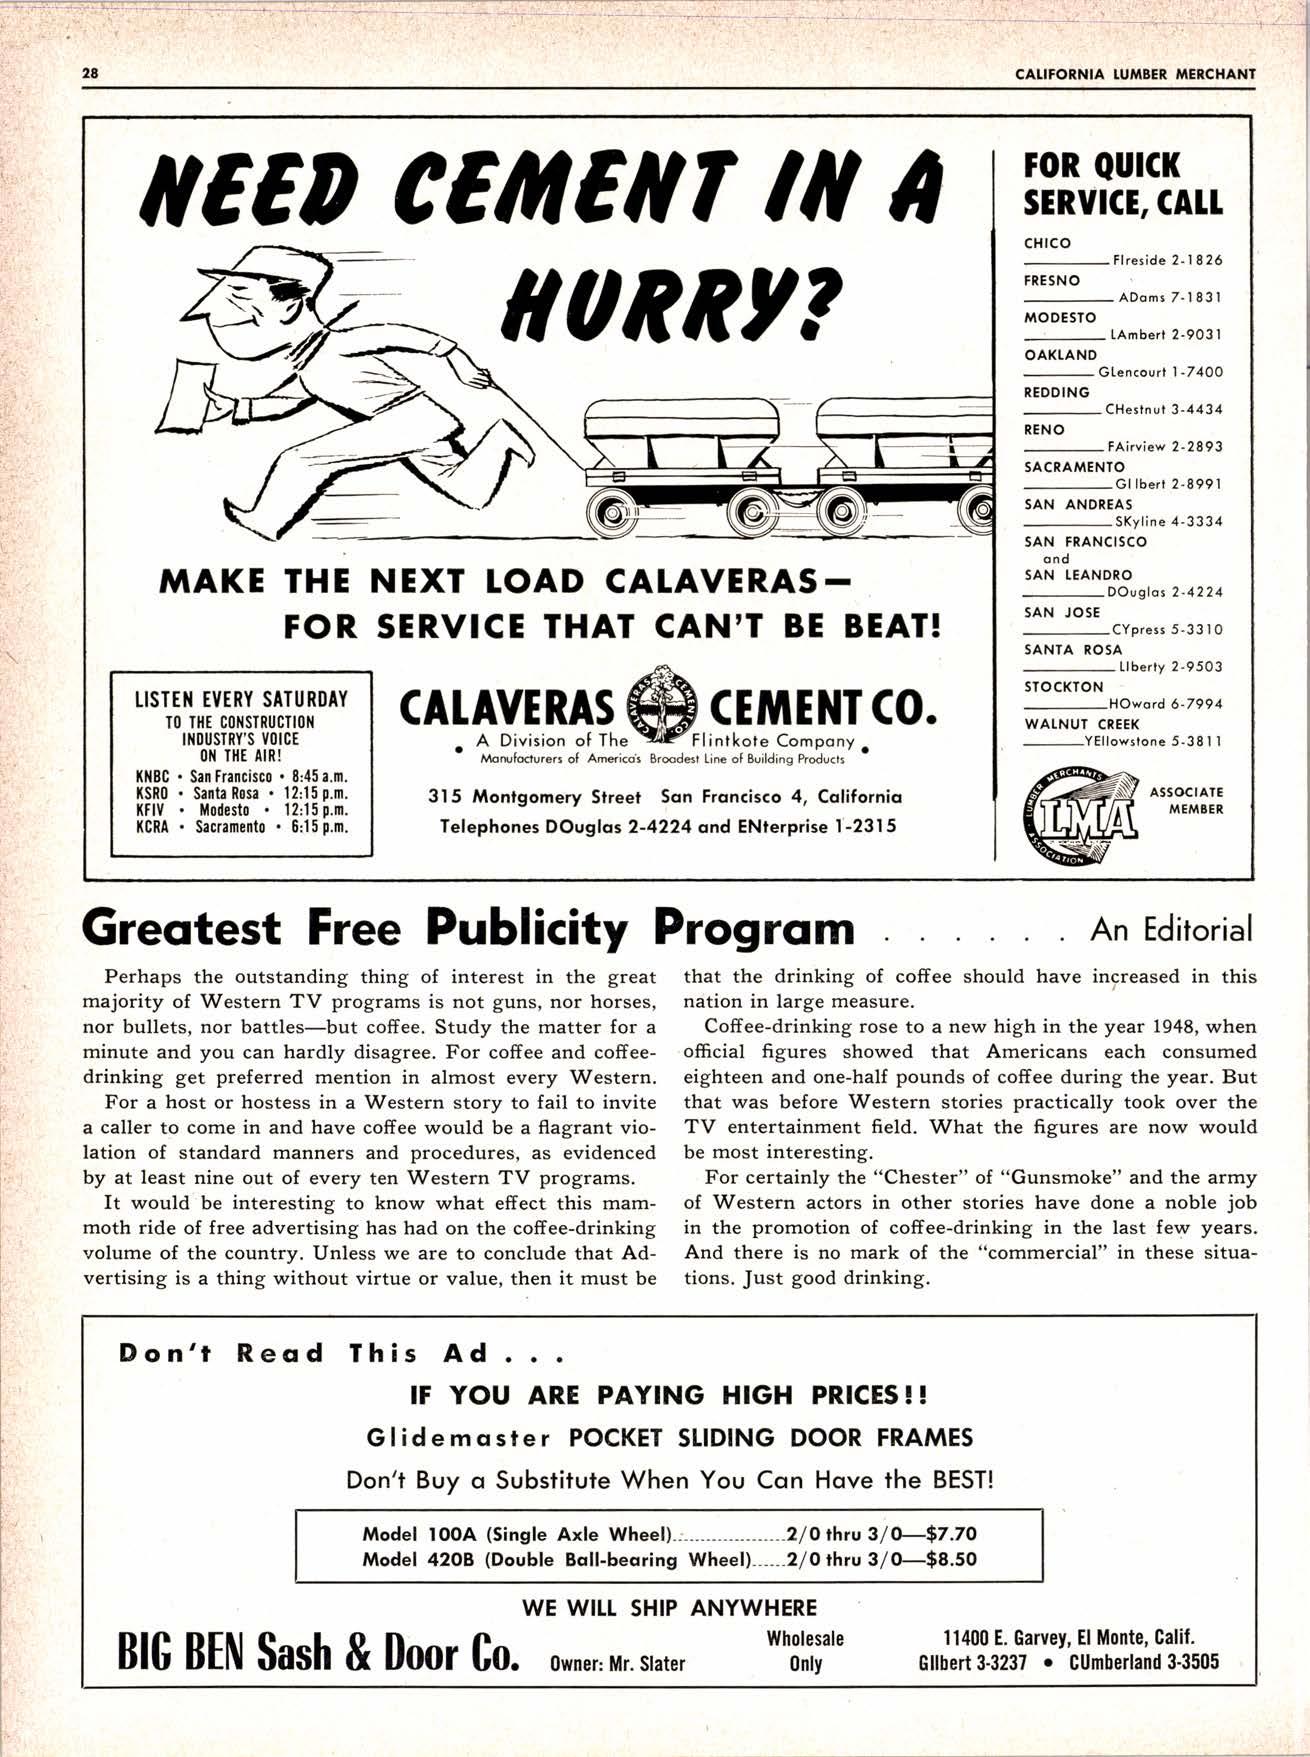 28
CALIFORNIA LUMBER MERCHANT
NEED CEMENT IN A
HURRY?
MAKE THE NEXT LOAD CALAVERAS—
FOR SERVICE THAT CAN'T BE BEAT!
LISTEN EVERY SATURDAY
TO THE CONSTRUCTION
INDUSTRY'S VOICE
ON THE AIR!
KNBC • San Francisco • 8:45 a.m.
KSRO • Santa Rosa • 12:15 p.m.
KFIV • Modesto • 12:15 p.m.
KCRA • Sacramento • 6:15 p.m.
CALAVERAS CEMENT CO.
CALAVERAS CEMENT CO.
• A Division of The Flintkote Company •
Manufacturers of America's Broadest Line of Building Products
315 Montgomery Street San Francisco 4, California
Telephones DOuglas 2-4224 and ENterprise 1-2315
FOR QUICK
SERVICE, CALL
CHICO
FIreside 2-1826
FRESNO
ADams 7-1831
MODESTO
LAmbert 2-9031
OAKLAND
GLencourt 1-7400
REDDING
CHestnut 3-4434
RENO
FAirview 2-2893
SACRAMENTO
GIlbert 2-8991
SAN ANDREAS
SKyline 4-3334
SAN FRANCISCO
and
SAN LEANDRO
DOuglas 2-4224
SAN JOSE
CYpress 5-3310
SANTA ROSA
LIberty 2-9503
STOCKTON
HOward 6-7994
WALNUT CREEK
YEllowstone 5-3811
LUMBER MERCHANTS ASSOCIATION
LMA
ASSOCIATE
MEMBER
Greatest Free Publicity Program . . . . . . An Editorial
Perhaps the outstanding thing of interest in the great
majority of Western TV programs is not guns, nor horses,
nor bullets, nor battles—but coffee. Study the matter for a
minute and you can hardly disagree. For coffee and coffee-
drinking get preferred mention in almost every Western.
For a host or hostess in a Western story to fail to invite
a caller to come in and have coffee would be a flagrant vio-
lation of standard manners and procedures, as evidenced
by at least nine out of every ten Western TV programs.
It would be interesting to know what effect this mam-
moth ride of free advertising has had on the coffee-drinking
volume of the country. Unless we are to conclude that Ad-
vertising is a thing without virtue or value, then it must be
that the drinking of coffee should have increased in this
nation in large measure.
Coffee-drinking rose to a new high in the year 1948, when
official figures showed that Americans each consumed
eighteen and one-half pounds of coffee during the year. But
that was before Western stories practically took over the
TV entertainment field. What the figures are now would
be most interesting.
For certainly the "Chester" of "Gunsmoke" and the army
of Western actors in other stories have done a noble job
in the promotion of coffee-drinking in the last few years.
And there is no mark of the "commercial" in these situa-
tions. Just good drinking.
Don't Read This Ad . . .
IF YOU ARE PAYING HIGH PRICES!!
Glidemaster POCKET SLIDING DOOR FRAMES
Don't Buy a Substitute When You Can Have the BEST!
Model 100A (Single Axle Wheel)..................2/0 thru 3/0—$7.70
Model 420B (Double Ball-bearing Wheel)......2/0 thru 3/0—$8.50
WE WILL SHIP ANYWHERE
BIG BEN Sash & Door Co.
Owner: Mr. Slater
Wholesale
Only
11400 E. Garvey, El Monte, Calif.
GIlbert 3-3237 • CUmberland 3-3505